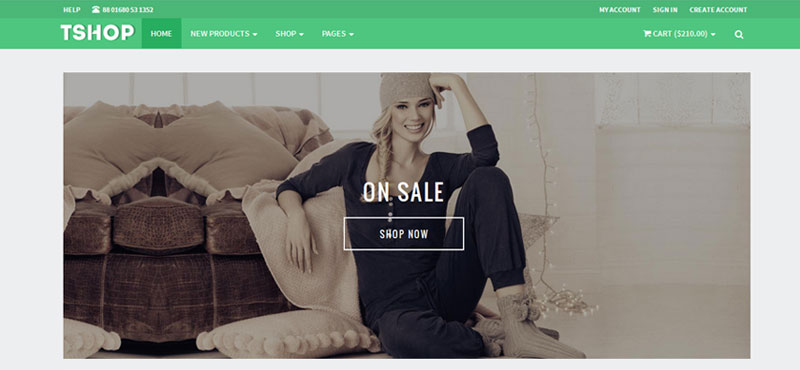 HELP 88 01680 53 1352 MY ACCOUNT SIGN IN CREATE ACCOUNT
TSHOP HOME NEW PRODUCTS SHOP PAGES CART ($210.00)
ON SALE
SHOP NOW